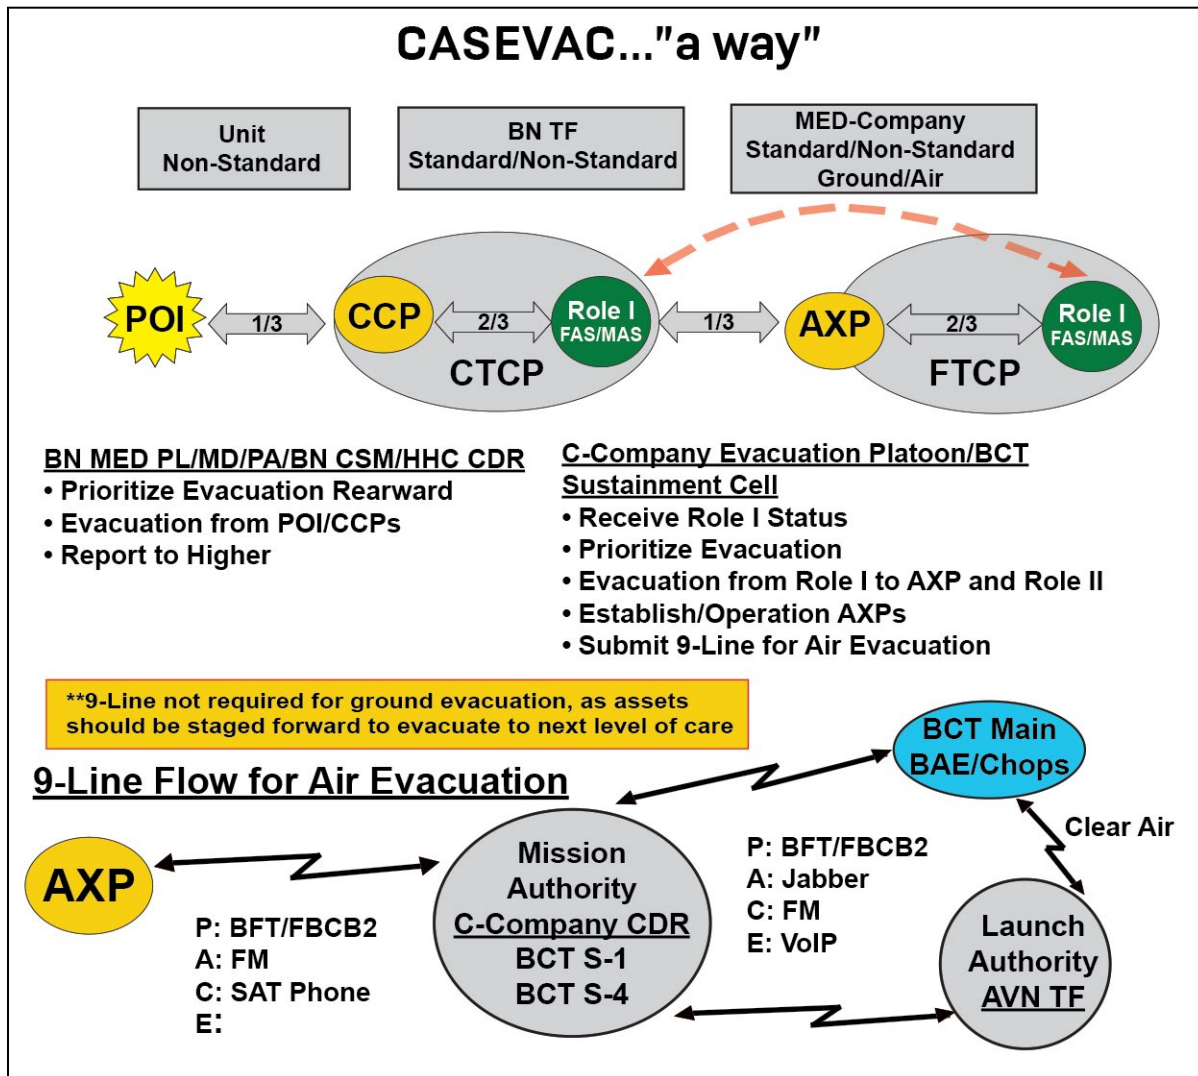 CASEVAC..."a way"
Unit
Non-Standard
BN TF
Standard/Non-Standard
MED-Company
Standard/Non-Standard
Ground/Air
POI
1/3
CCP
2/3
Role I
FAS/MAS
CTCP
1/3
AXP
2/3
Role I
FAS/MAS
FTCP
BN MED PL/MD/PA/BN CSM/HHC CDR
• Prioritize Evacuation Rearward
• Evacuation from POI/CCPs
• Report to Higher
C-Company Evacuation Platoon/BCT
Sustainment Cell
• Receive Role I Status
• Prioritize Evacuation
• Evacuation from Role I to AXP and Role II
• Establish/Operation AXPs
• Submit 9-Line for Air Evacuation
**9-Line not required for ground evacuation, as assets
should be staged forward to evacuate to next level of care
9-Line Flow for Air Evacuation
AXP
P: BFT/FBCB2
A: FM
C: SAT Phone
E:
Mission
Authority
C-Company CDR
BCT S-1
BCT S-4
P: BFT/FBCB2
A: Jabber
C: FM
E: VoIP
BCT Main
BAE/Chops
Clear Air
Launch
Authority
AVN TF